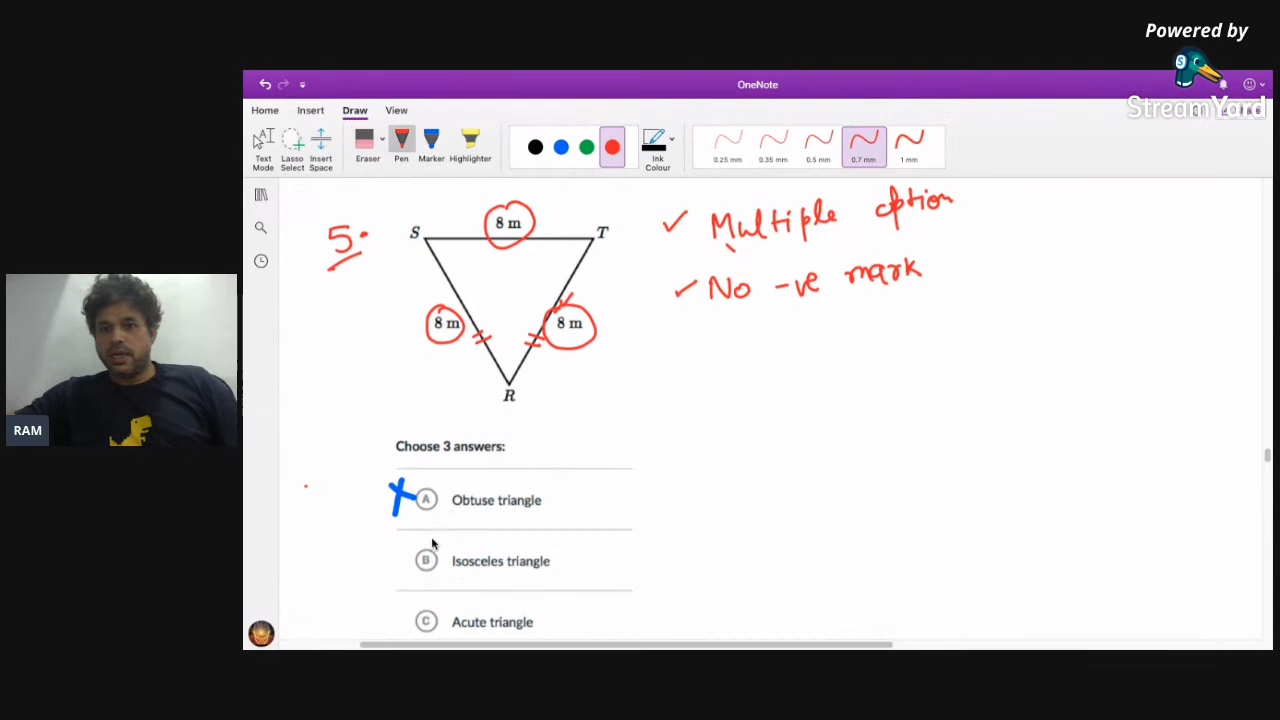 Powered by
StreamYard
OneNote
Home Insert Draw View
Text Mode
Lasso Select
Insert Space
Eraser
Pen
Marker
Highlighter
Ink Colour
0.25 mm
0.35 mm
0.5 mm
0.7 mm
1 mm
5.
S
8 m
T
8 m
8 m
R
✓ Multiple option
✓ No -ve mark
RAM
Choose 3 answers:
A Obtuse triangle
B Isosceles triangle
C Acute triangle